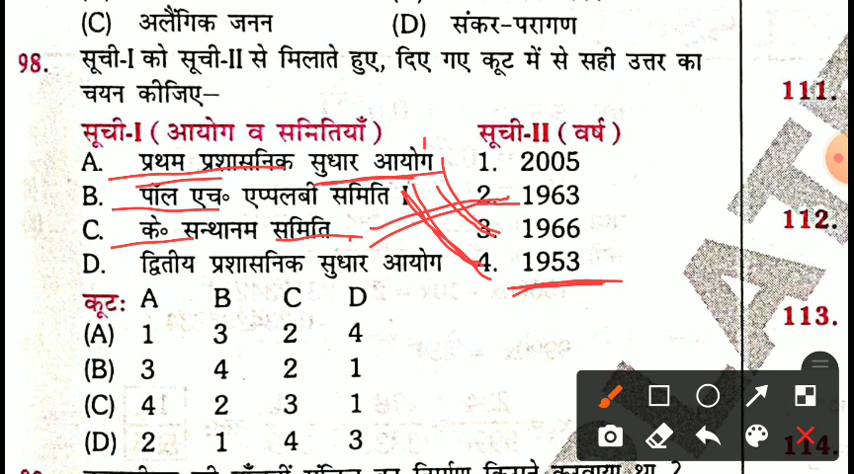 (C) अलैंगिक जनन (D) संकर-परागण
98. सूची-I को सूची-II से मिलाते हुए, दिए गए कूट में से सही उत्तर का
चयन कीजिए–
सूची-I ( आयोग व समितियाँ ) सूची-II ( वर्ष )
A. प्रथम प्रशासनिक सुधार आयोग 1. 2005
B. पॉल एच० एप्पलबी समिति I 2. 1963
C. के० सन्थानम समिति 3. 1966
D. द्वितीय प्रशासनिक सुधार आयोग 4. 1953
कूट: A B C D
(A) 1 3 2 4
(B) 3 4 2 1
(C) 4 2 3 1
(D) 2 1 4 3
111.
112.
113.
114.